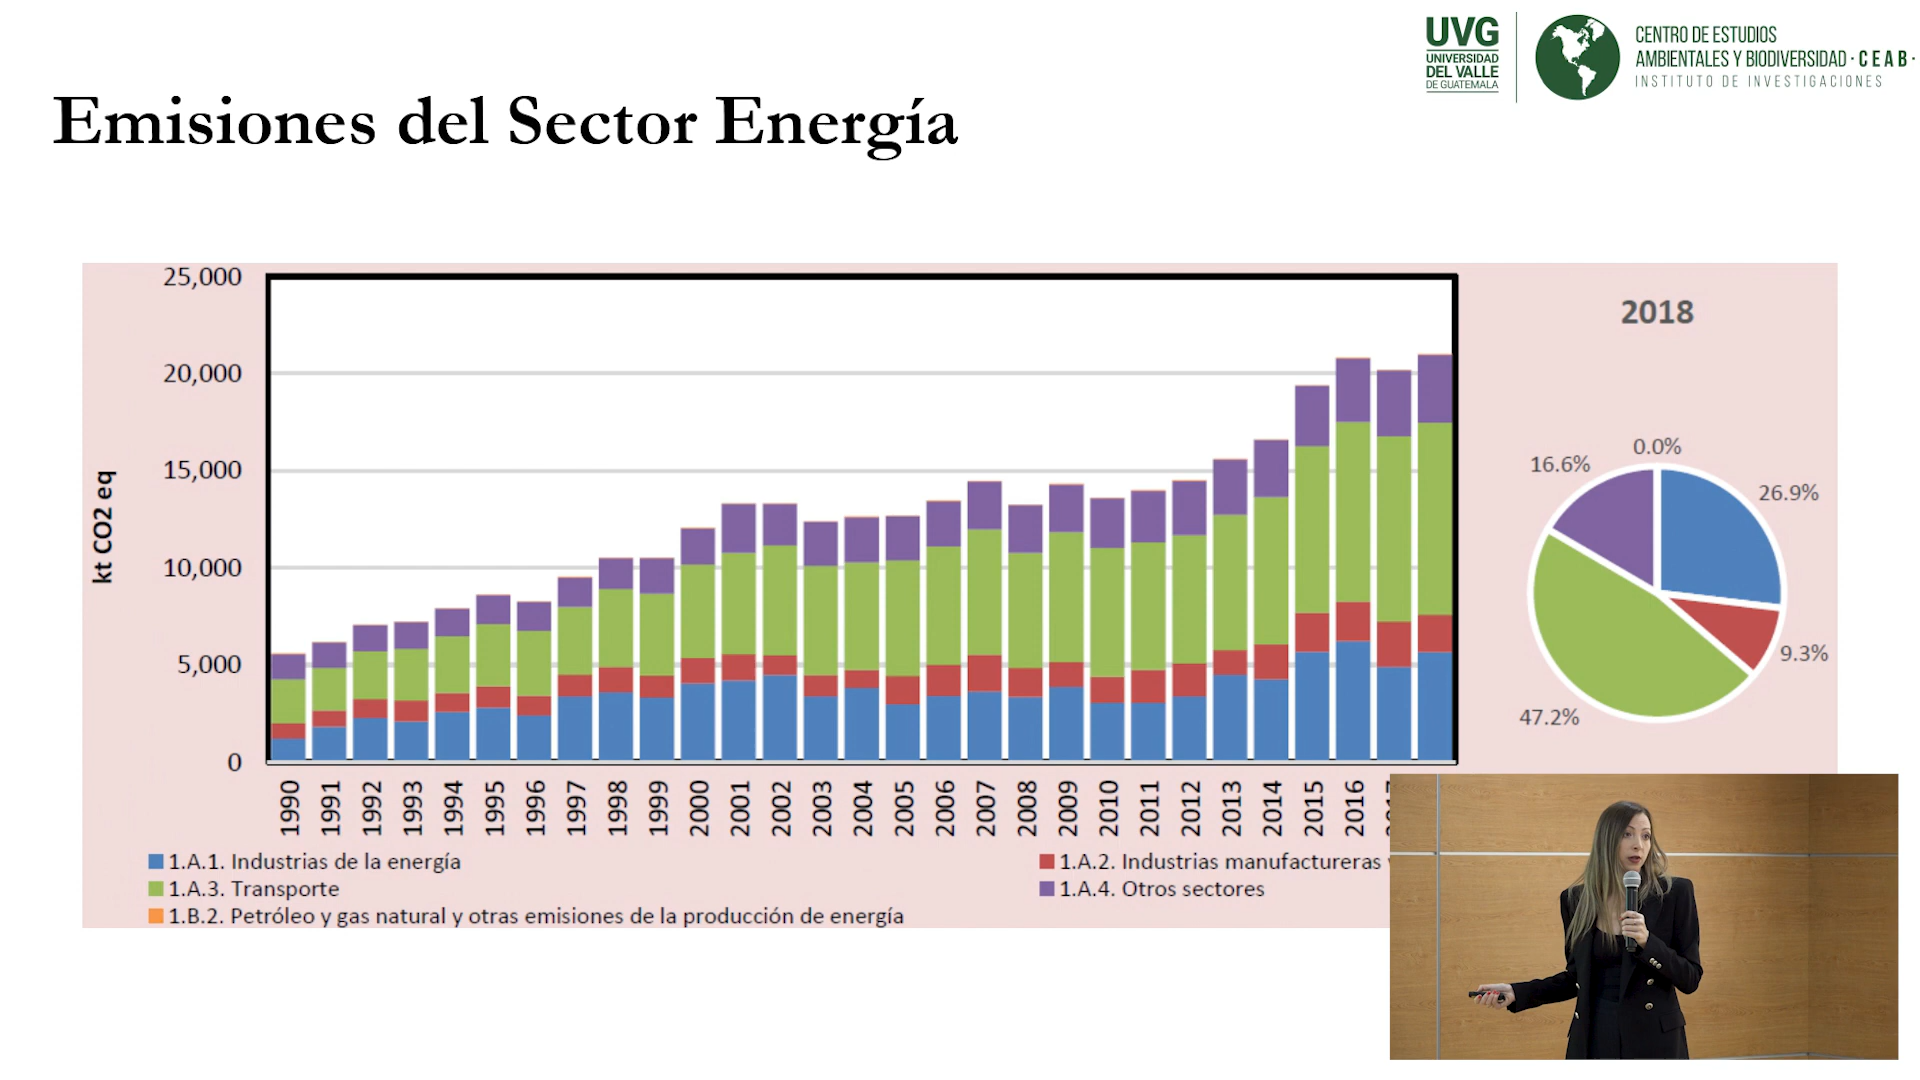 UVG
UNIVERSIDAD
DEL VALLE
DE GUATEMALA
CENTRO DE ESTUDIOS
AMBIENTALES Y BIODIVERSIDAD · CEAB ·
INSTITUTO DE INVESTIGACIONES
Emisiones del Sector Energía
kt CO2 eq
25,000
20,000
15,000
10,000
5,000
0
1990
1991
1992
1993
1994
1995
1996
1997
1998
1999
2000
2001
2002
2003
2004
2005
2006
2007
2008
2009
2010
2011
2012
2013
2014
2015
2016
2018
0.0%
16.6%
26.9%
9.3%
47.2%
1.A.1. Industrias de la energía
1.A.2. Industrias manufactureras
1.A.3. Transporte
1.A.4. Otros sectores
1.B.2. Petróleo y gas natural y otras emisiones de la producción de energía